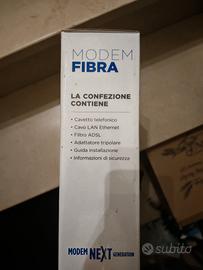 MODEM
FIBRA
LA CONFEZIONE
CONTIENE
• Cavetto telefonico
• Cavo LAN Ethernet
• Filtro ADSL
• Adattatore tripolare
• Guida installazione
• Informazioni di sicurezza
MODEM NEXT GENERATION
subito